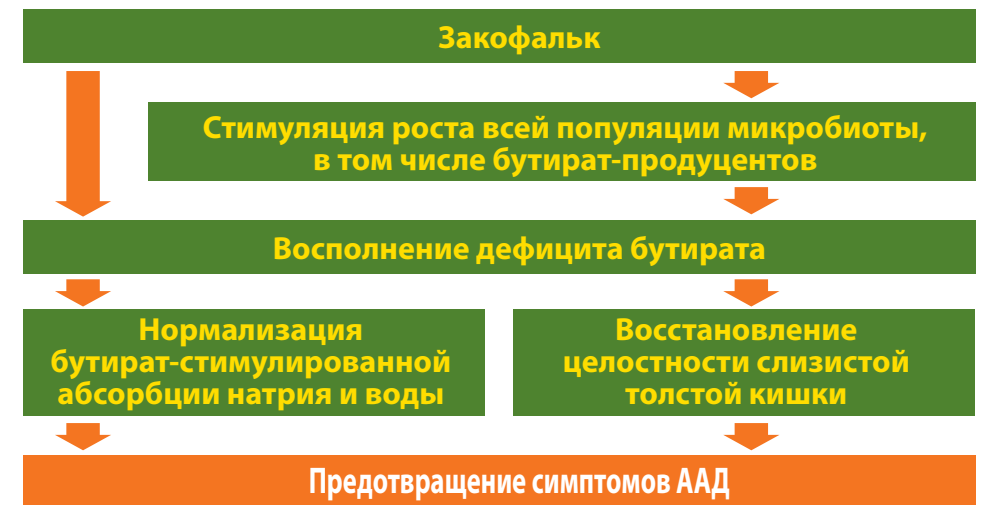 Закофальк
Стимуляция роста всей популяции микробиоты,
в том числе бутират-продуцентов
Восполнение дефицита бутирата
Нормализация
бутират-стимулированной
абсорбции натрия и воды
Восстановление
целостности слизистой
толстой кишки
Предотвращение симптомов ААД